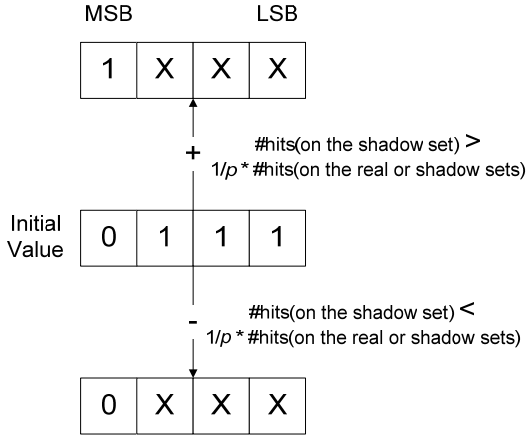 MSB LSB
1 X X X
+
#hits(on the shadow set) >
1/p * #hits(on the real or shadow sets)
Initial
Value
0 1 1 1
-
#hits(on the shadow set) <
1/p * #hits(on the real or shadow sets)
0 X X X